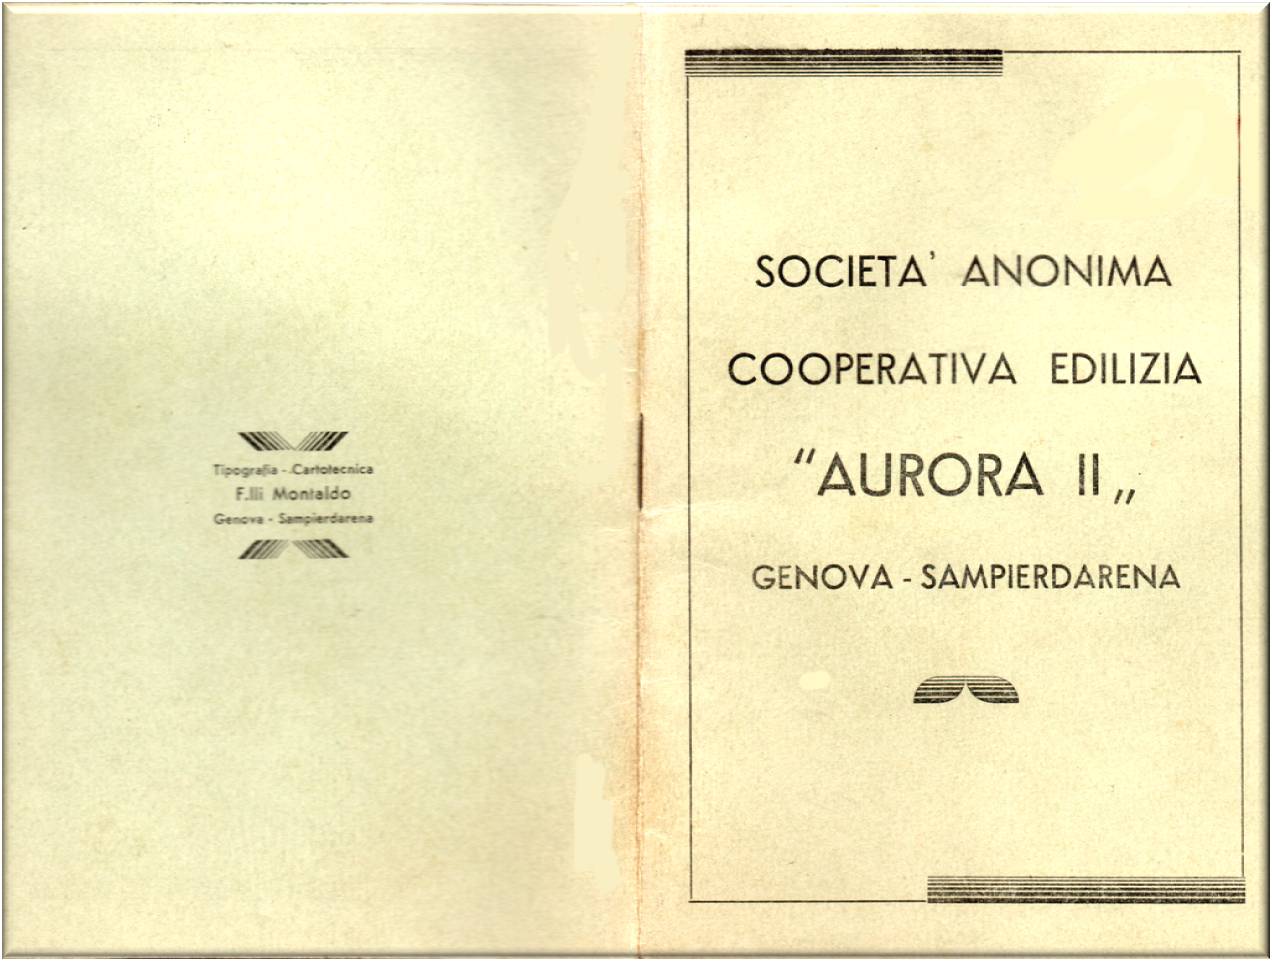 Tipografia - Cartotecnica
F.lli Montaldo
Genova - Sampierdarena
SOCIETA' ANONIMA
COOPERATIVA EDILIZIA
"AURORA II„
GENOVA - SAMPIERDARENA